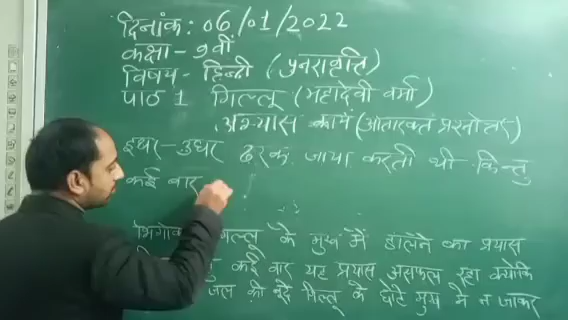 दिनांक: 06/01/2022
कक्षा - 9वीं
विषय - हिन्दी (पुनरावृत्ति)
पाठ 1 गिल्लू (महादेवी वर्मा)
अभ्यास कार्य (अतिरिक्त प्रश्नोत्तर)
इधर-उधर ढरक जाया करती थी किन्तु
कई बार
गिल्लू के मुख में डालने का प्रयास
कई बार यह प्रयास असफल रहा क्योंकि
जल की बूंदें गिल्लू के छोटे मुख में न जाकर